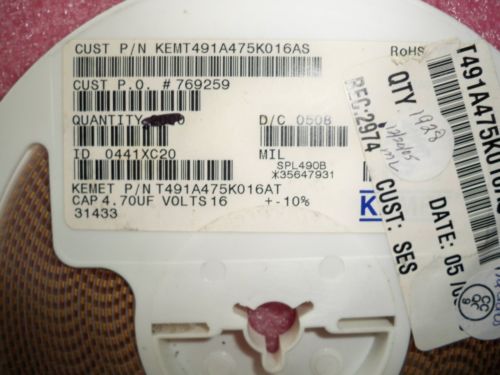 CUST P/N KEMT491A475K016AS
RoHS
CUST P.O. # 769259
QUANTITY
D/C 0508
ID 0441XC20
MIL
SPL490B
*35647931
KEMET P/N T491A475K016AT
CAP 4.70UF VOLTS 16 +-10%
31433
K
T491A475K016
QTY
1928
REC:2974
CUST: SES
DATE: 05